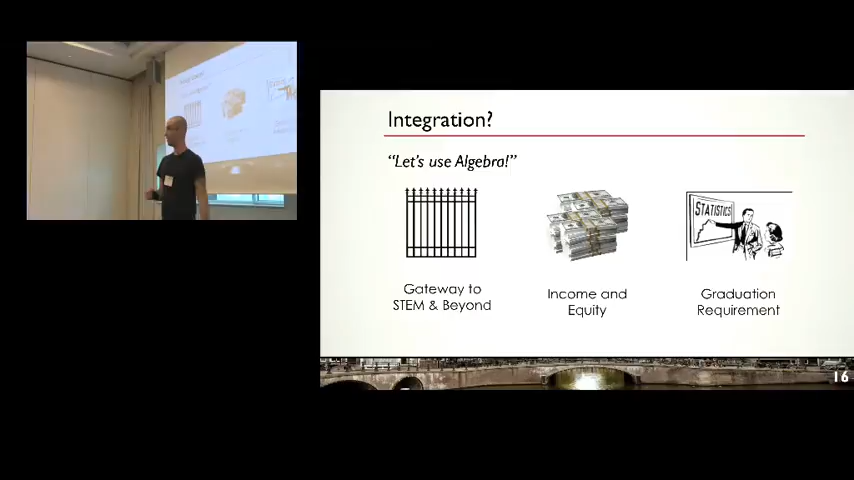 Integration?
“Let's use Algebra!”
STATISTICS
Gateway to
STEM & Beyond
Income and
Equity
Graduation
Requirement
16